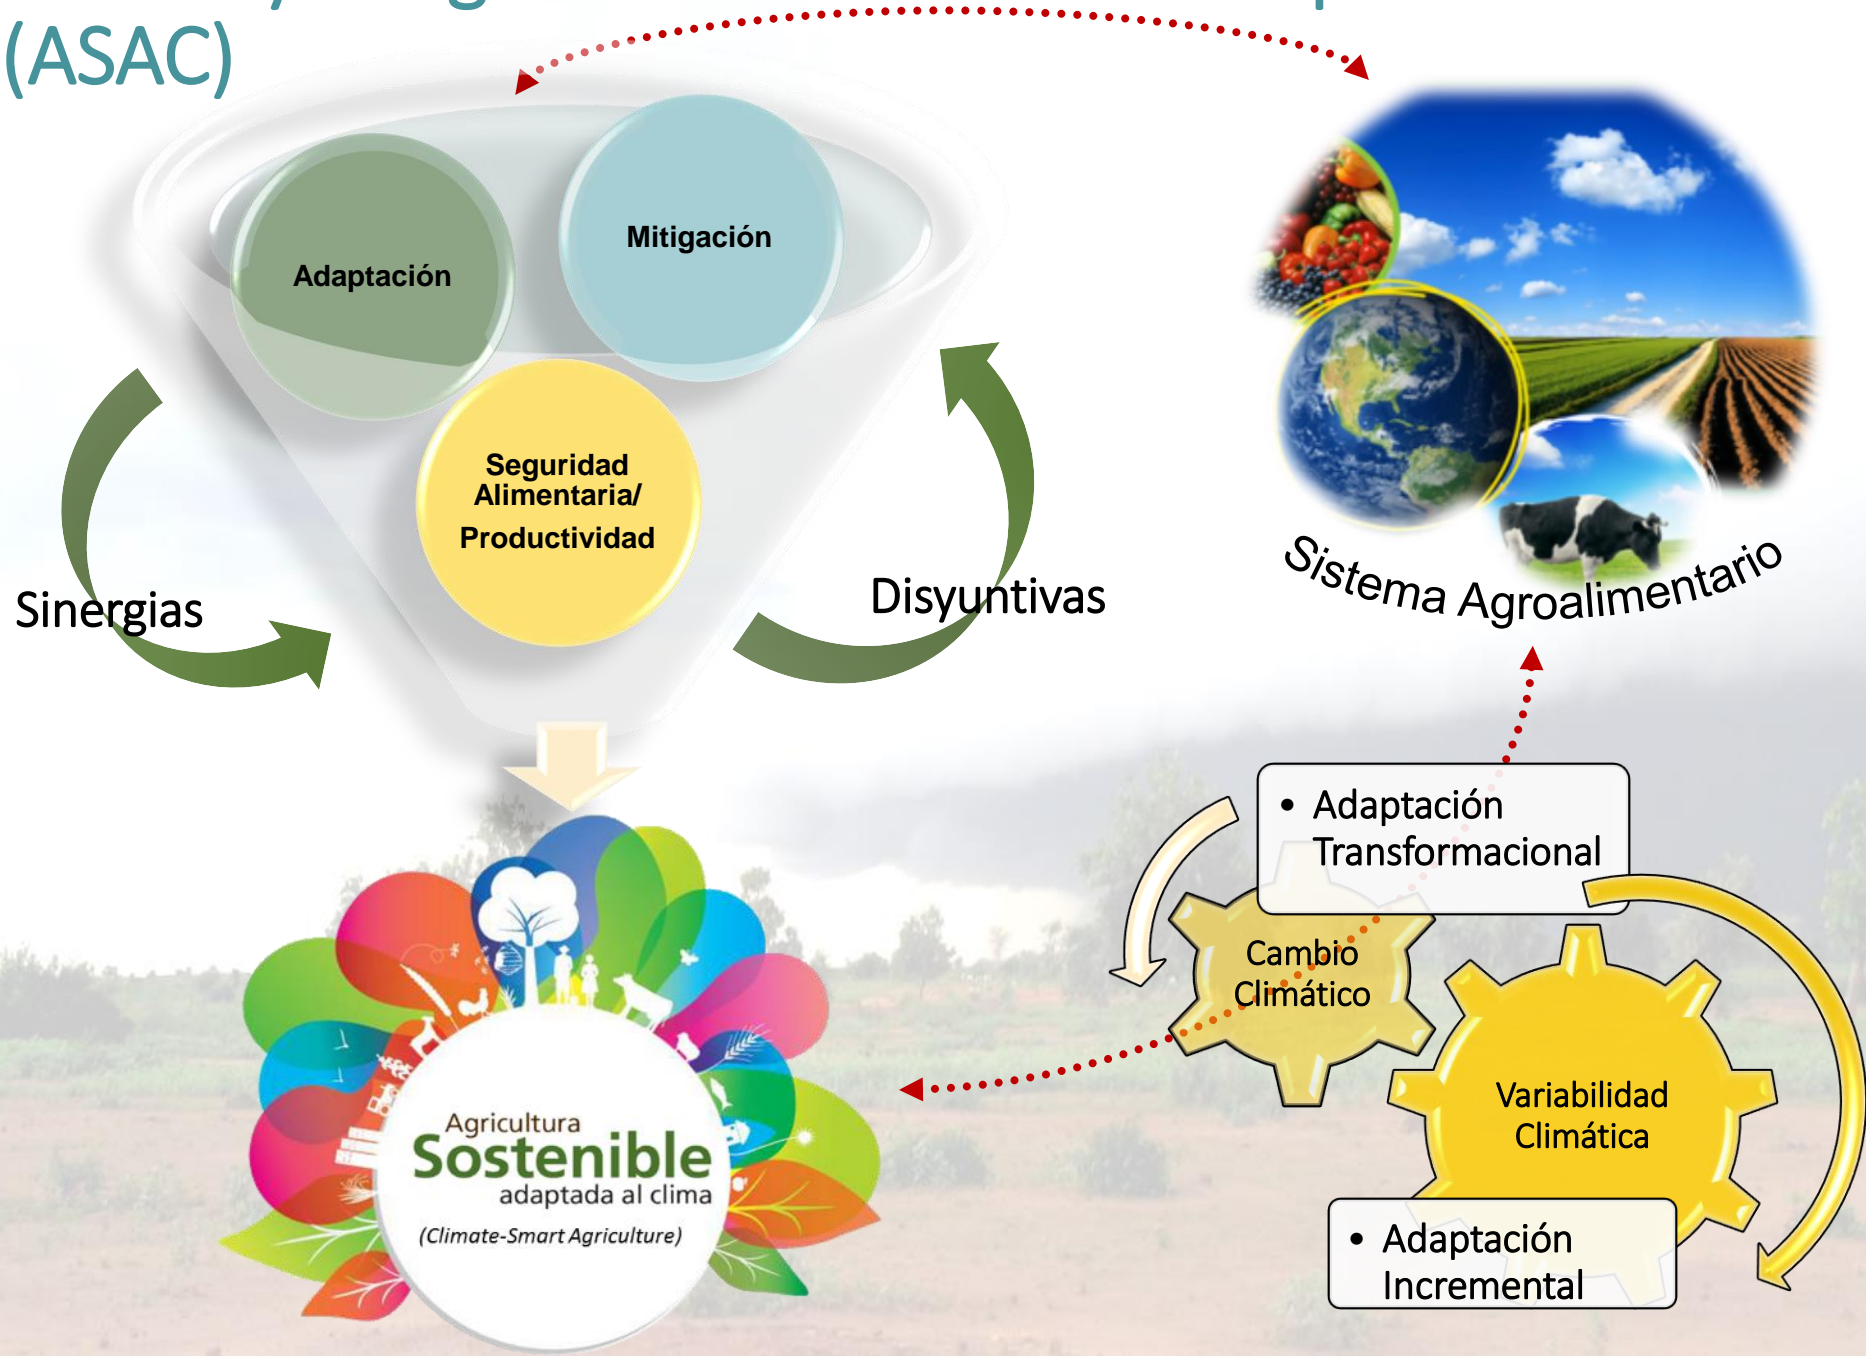 (ASAC)
Adaptación
Mitigación
Seguridad
Alimentaria/
Productividad
Sinergias
Disyuntivas
Sistema Agroalimentario
• Adaptación
Transformacional
Cambio
Climático
Variabilidad
Climática
• Adaptación
Incremental
Agricultura
Sostenible
adaptada al clima
(Climate-Smart Agriculture)